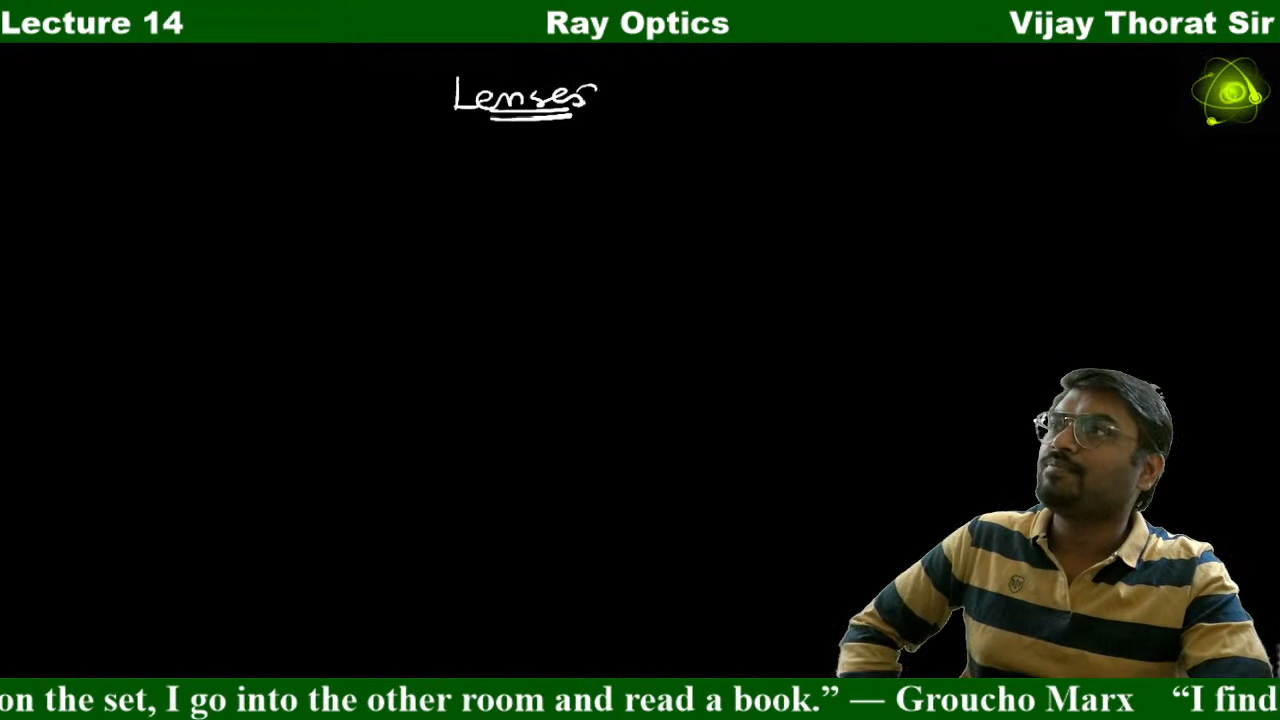 Lecture 14 Ray Optics Vijay Thorat Sir
Lenses
on the set, I go into the other room and read a book.” — Groucho Marx “I find